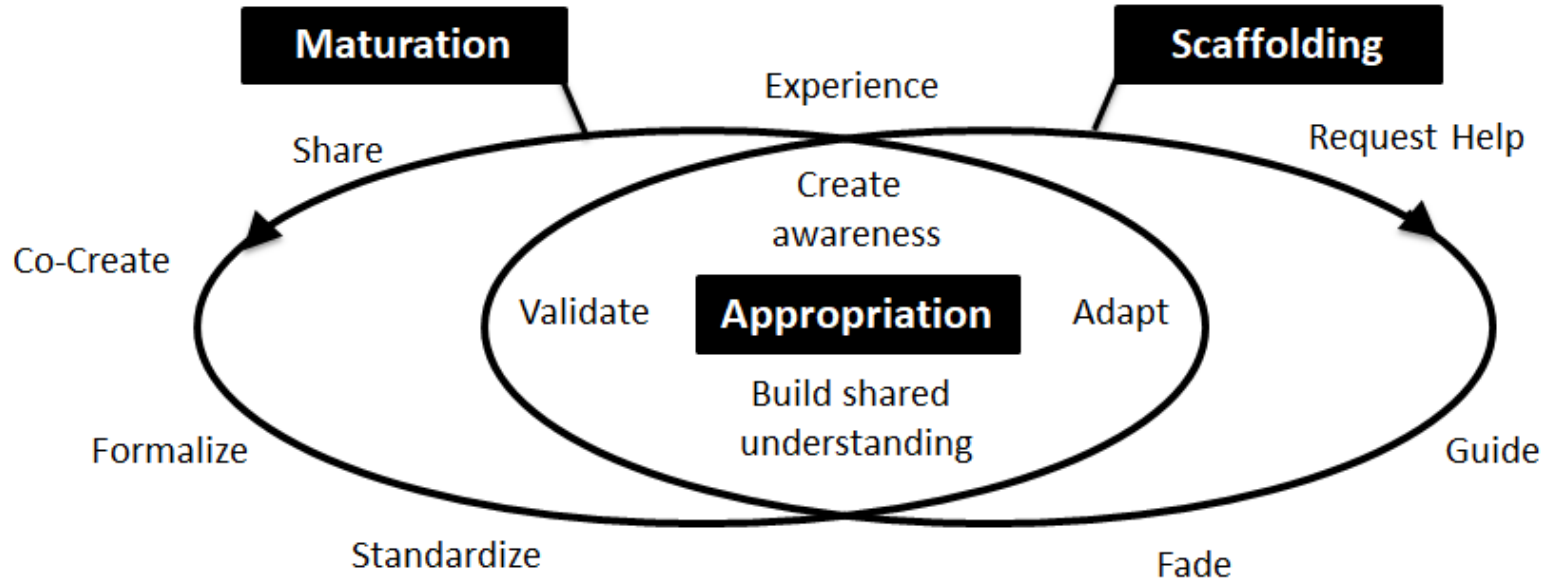 Maturation
Scaffolding
Experience
Share
Request Help
Create
awareness
Co-Create
Validate
Appropriation
Adapt
Build shared
understanding
Formalize
Guide
Standardize
Fade